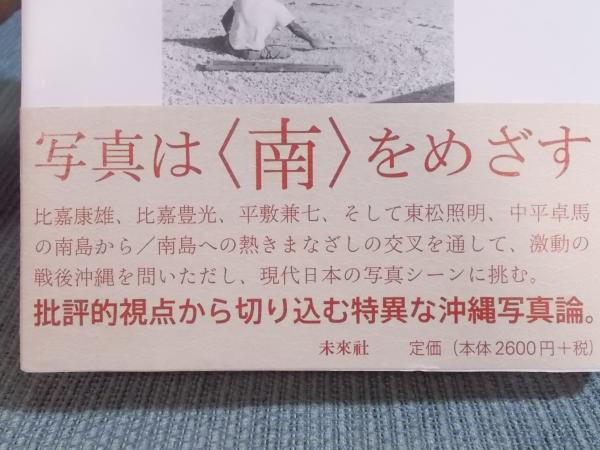 写真は〈南〉をめざす
比嘉康雄、比嘉豊光、平敷兼七、そして東松照明、中平卓馬
の南島から／南島への熱きまなざしの交叉を通して、激動の
戦後沖縄を問いただし、現代日本の写真シーンに挑む。
批評的視点から切り込む特異な沖縄写真論。
未來社 定価（本体2600円＋税）